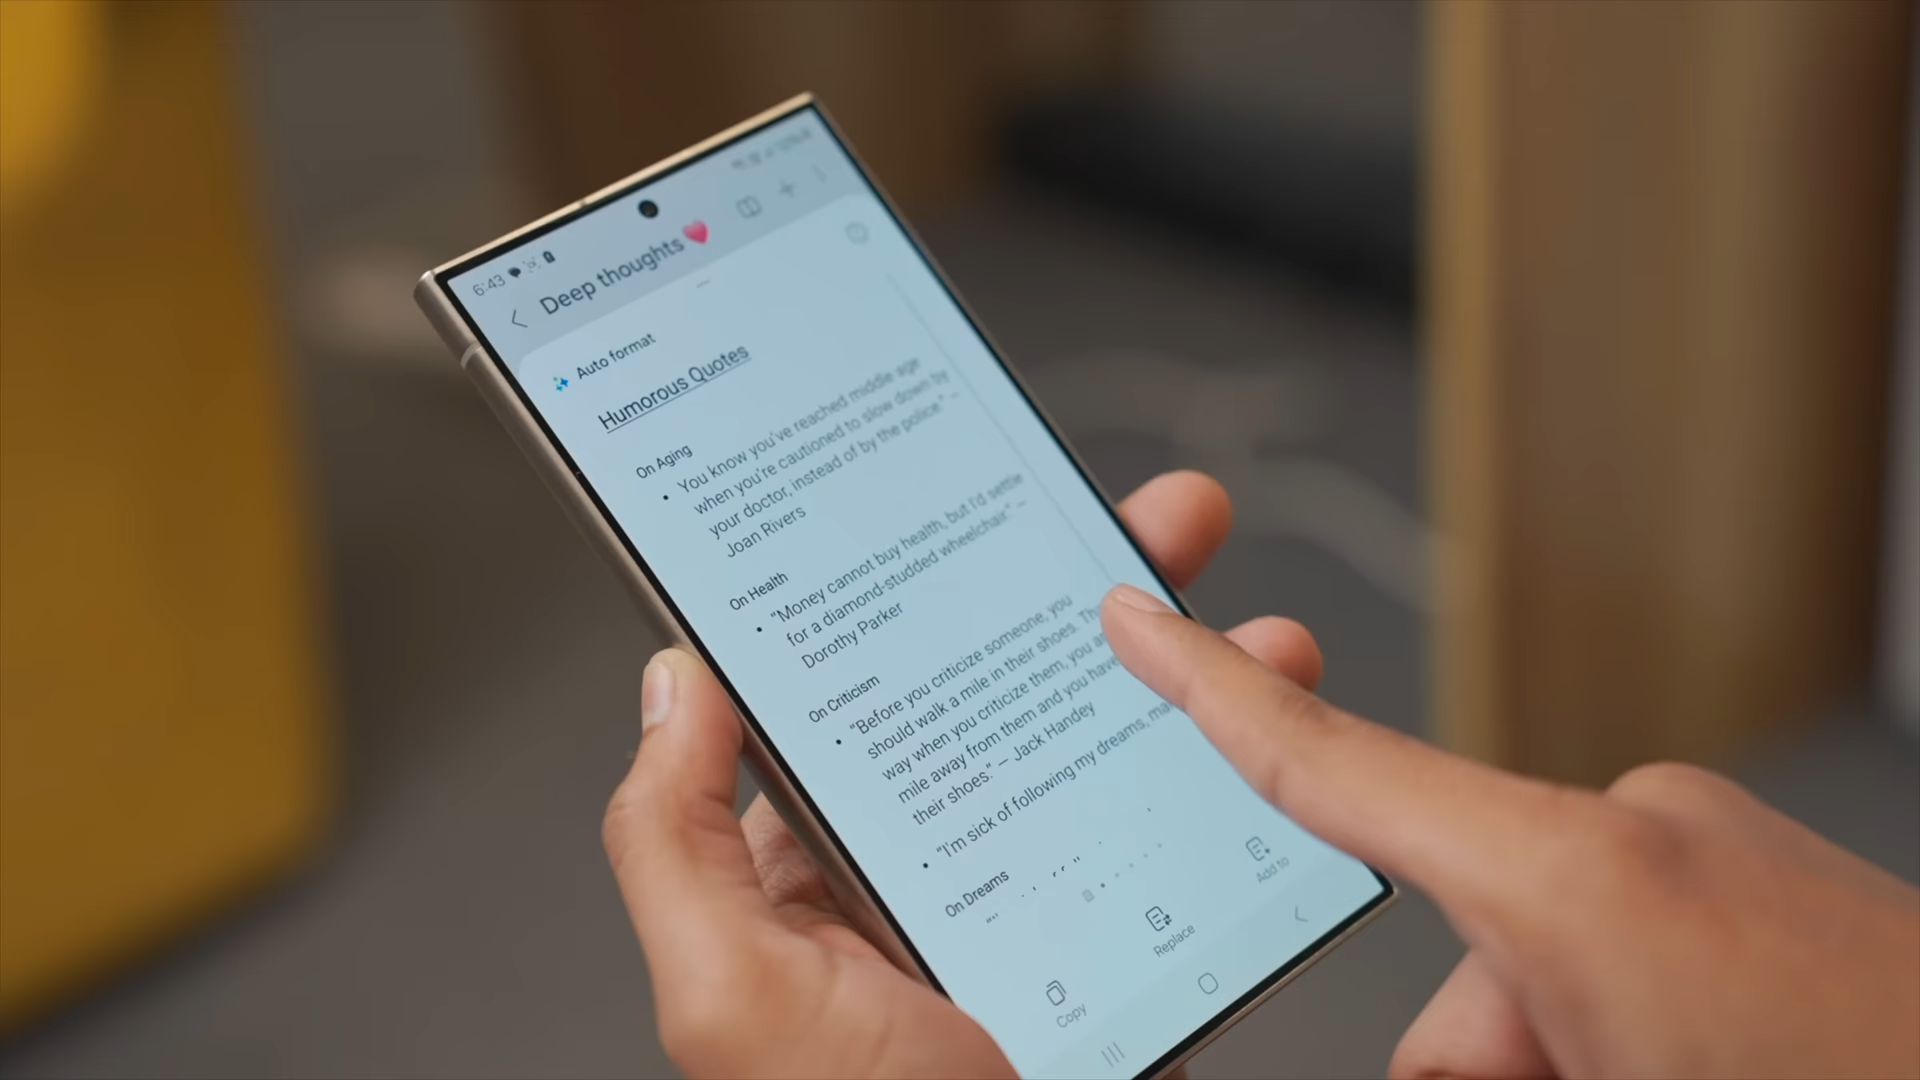 6:43
Deep thoughts
Auto format
Humorous Quotes
On Aging
• You know you've reached middle age
when you're cautioned to slow down by
your doctor, instead of by the police." –
Joan Rivers
On Health
• "Money cannot buy health, but I'd settle
for a diamond-studded wheelchair." –
Dorothy Parker
On Criticism
• "Before you criticize someone, you
should walk a mile in their shoes.
way when you criticize them, you
mile away from them and you have
their shoes." – Jack Handey
• "I'm sick of following my dreams,
On Dreams
Copy
Replace
Add to